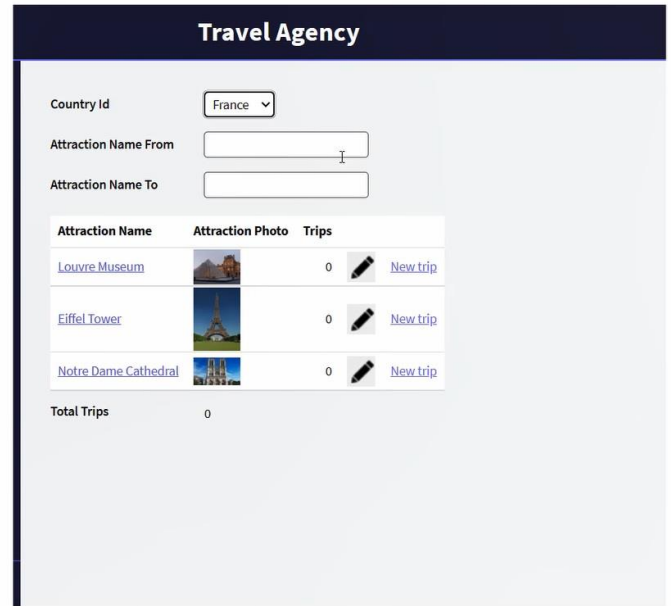 Travel Agency
Country Id France
Attraction Name From
Attraction Name To
Attraction Name Attraction Photo Trips
Louvre Museum 0 New trip
Eiffel Tower 0 New trip
Notre Dame Cathedral 0 New trip
Total Trips 0